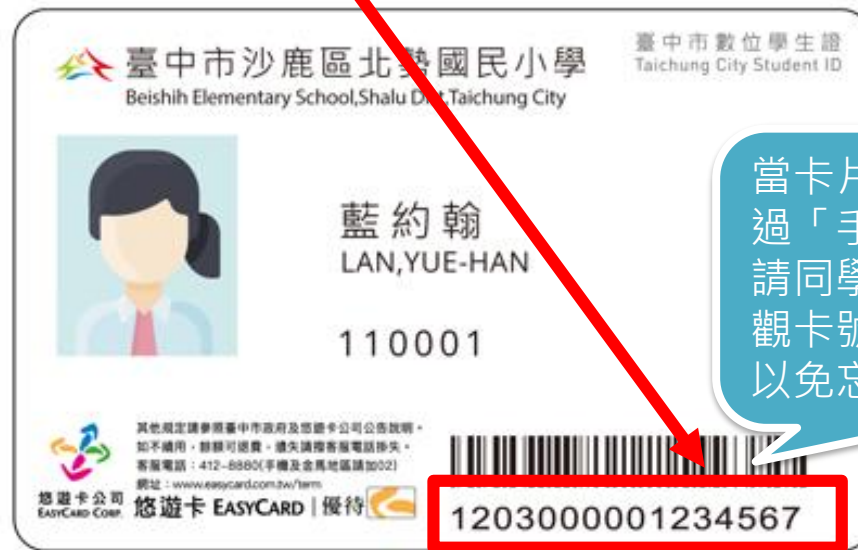 臺中市沙鹿區北勢國民小學
Beishih Elementary School,Shalu Dist,Taichung City
臺中市數位學生證
Taichung City Student ID
藍約翰
LAN,YUE-HAN
110001
當卡片
過「手
請同學
觀卡號
以免忘
其他規定請參照臺中市政府及悠遊卡公司公告說明。
如不續用,餘額可退費,遺失請撥客服電話掛失。
客服電話:412-8880(手機及金馬地區請加02)
網址:www.easycard.com.tw/term
悠遊卡公司
EASYCARD CORP.
悠遊卡 EASYCARD | 優待
1203000001234567